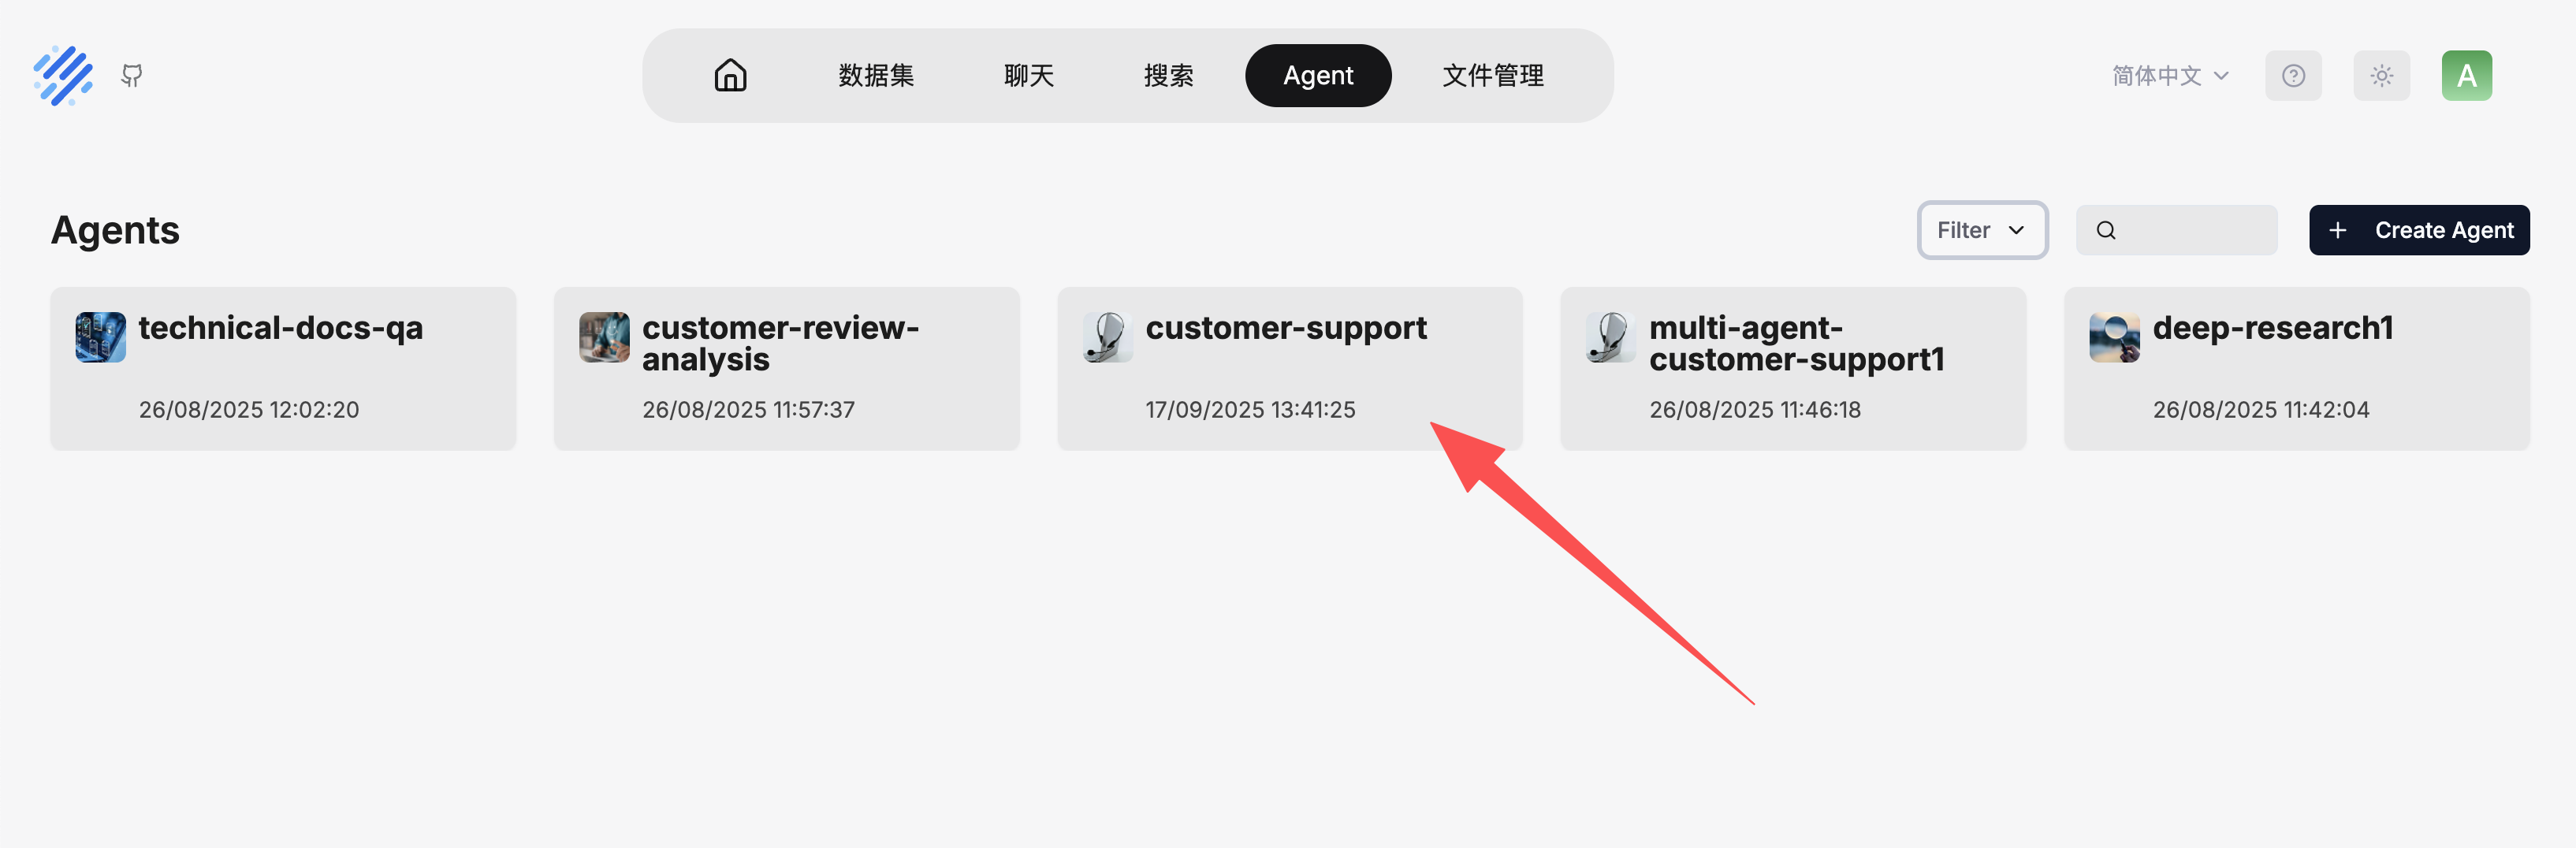 数据集
聊天
搜索
Agent
文件管理
简体中文
A
Agents
Filter
Create Agent
technical-docs-qa
26/08/2025 12:02:20
customer-review-
analysis
26/08/2025 11:57:37
customer-support
17/09/2025 13:41:25
multi-agent-
customer-support1
26/08/2025 11:46:18
deep-research1
26/08/2025 11:42:04